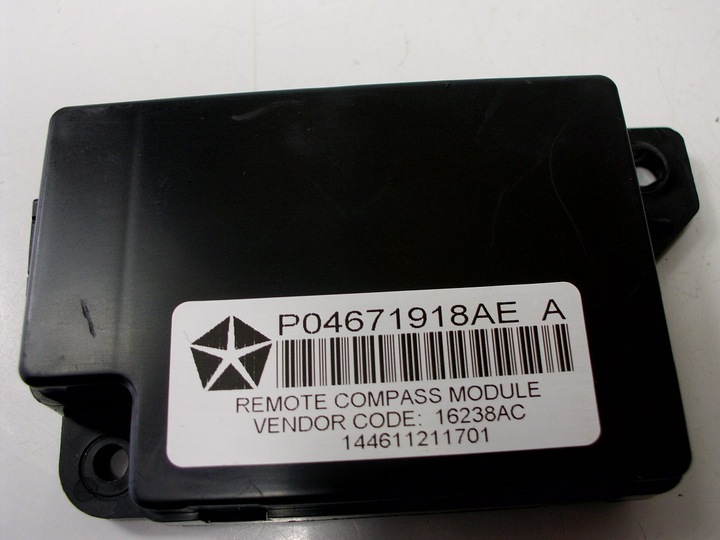 P04671918AE A
REMOTE COMPASS MODULE
VENDOR CODE: 16238AC
144611211701